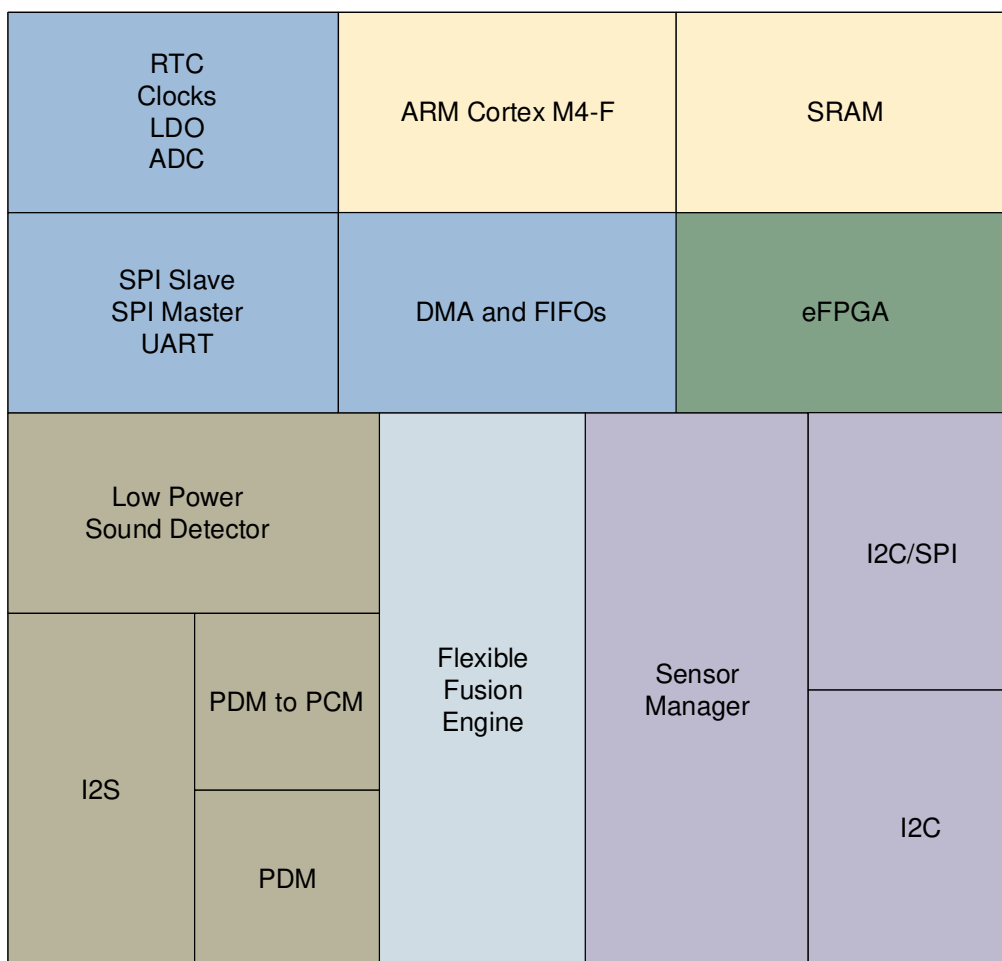 RTC
Clocks
LDO
ADC
ARM Cortex M4-F
SRAM
SPI Slave
SPI Master
UART
DMA and FIFOs
eFPGA
Low Power
Sound Detector
I2S
PDM to PCM
PDM
Flexible
Fusion
Engine
Sensor
Manager
I2C/SPI
I2C